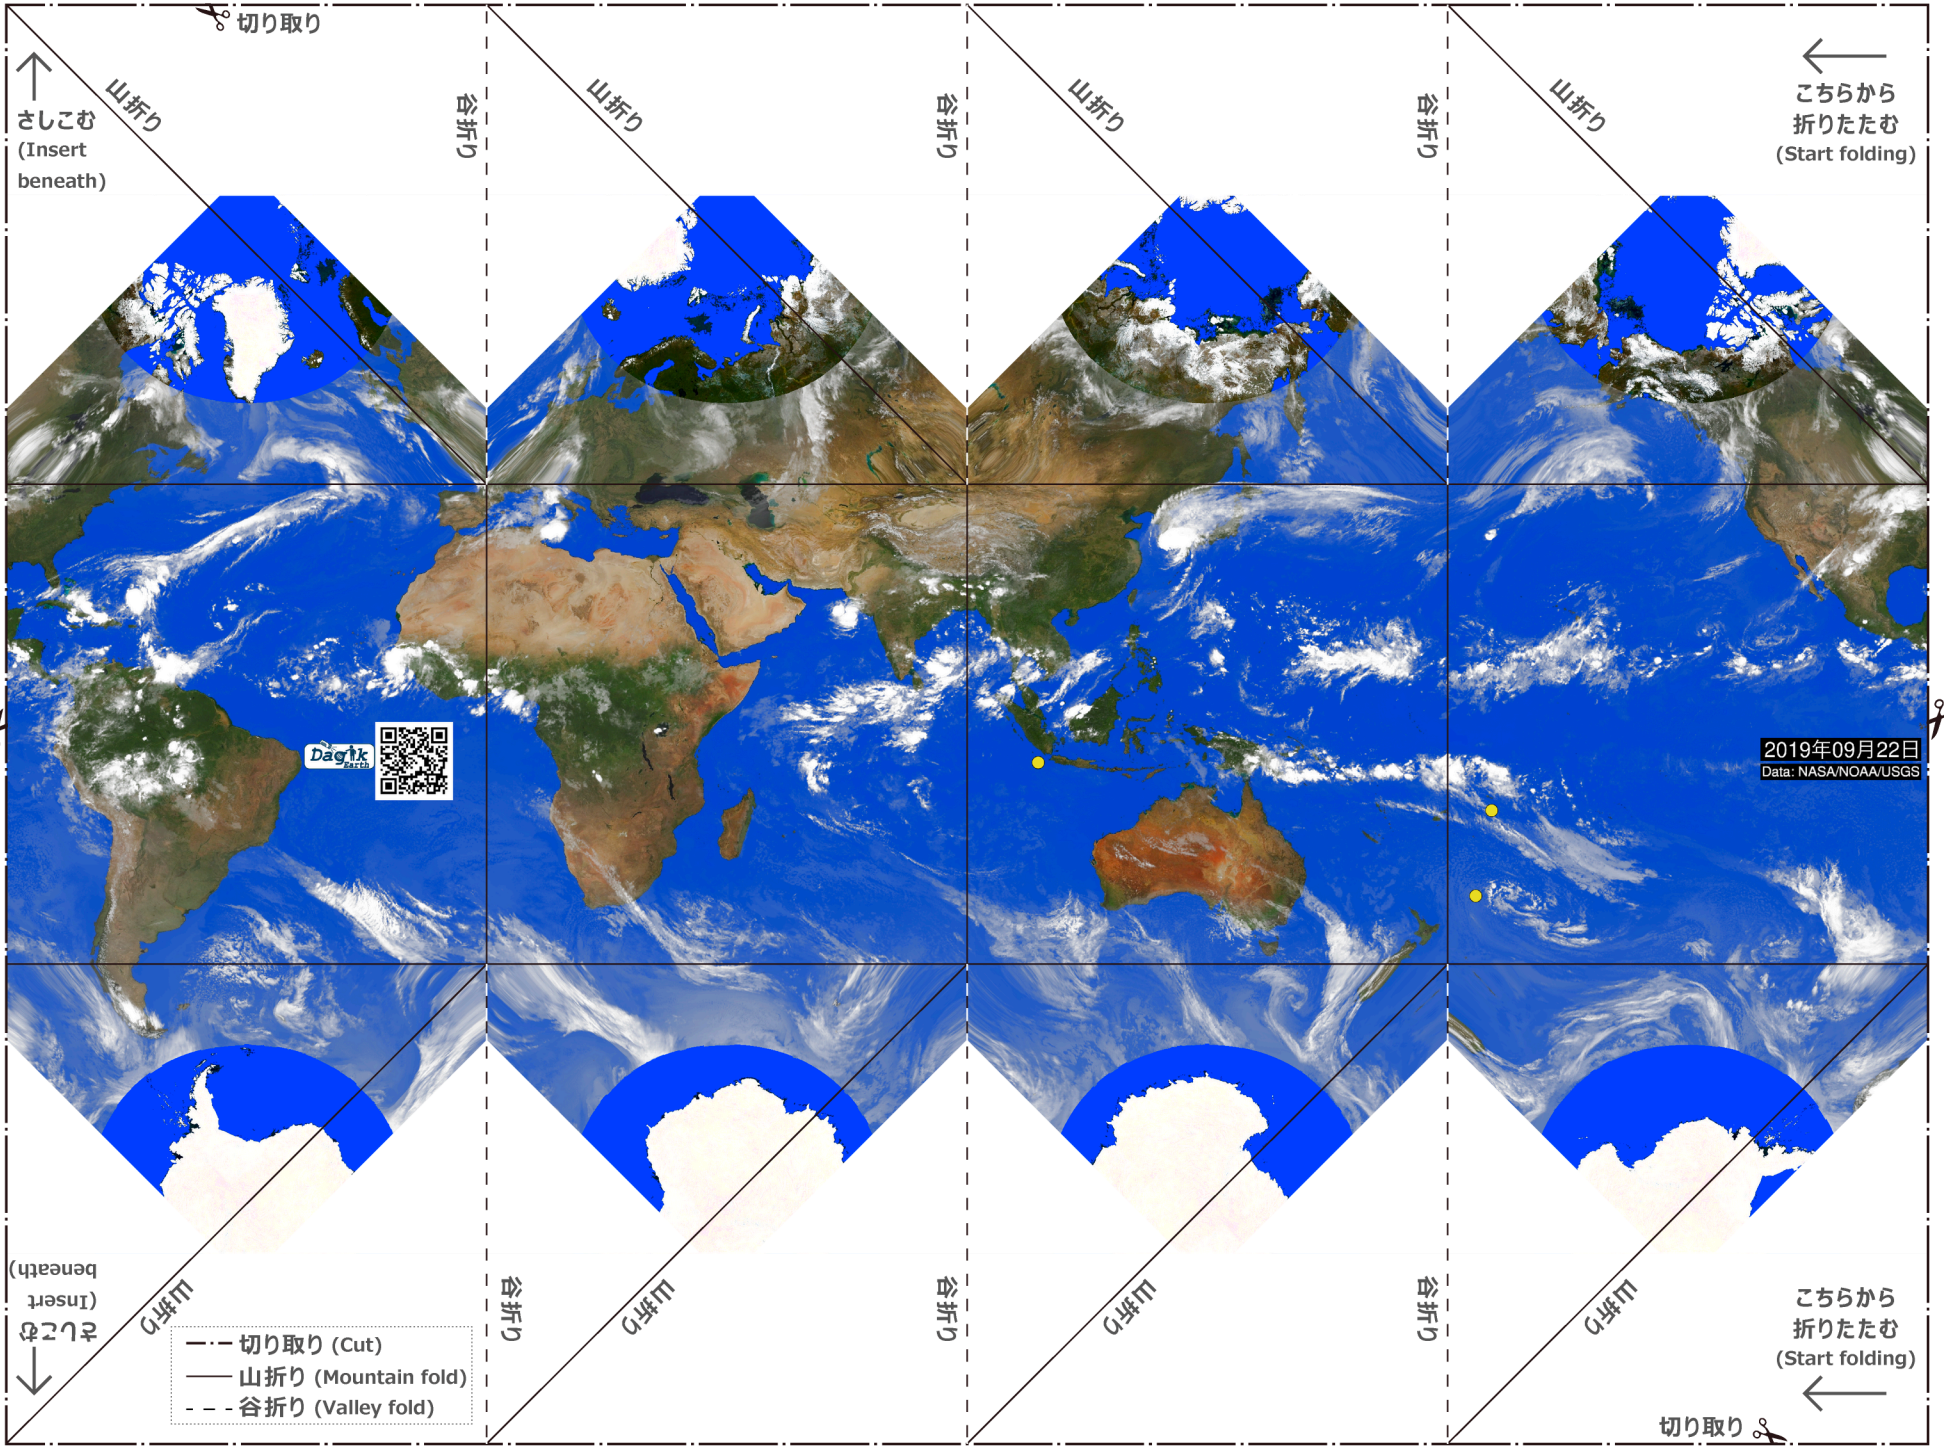 切り取り
山折り
谷折り
山折り
谷折り
山折り
谷折り
山折り
こちらから
折りたたむ
(Start folding)
さしこむ
(Insert
beneath)
Dagik
Earth
2019年09月22日
Data: NASA/NOAA/USGS
さしこむ
(Insert
beneath)
山折り
谷折り
山折り
谷折り
山折り
谷折り
山折り
こちらから
折りたたむ
(Start folding)
切り取り (Cut)
山折り (Mountain fold)
谷折り (Valley fold)
切り取り